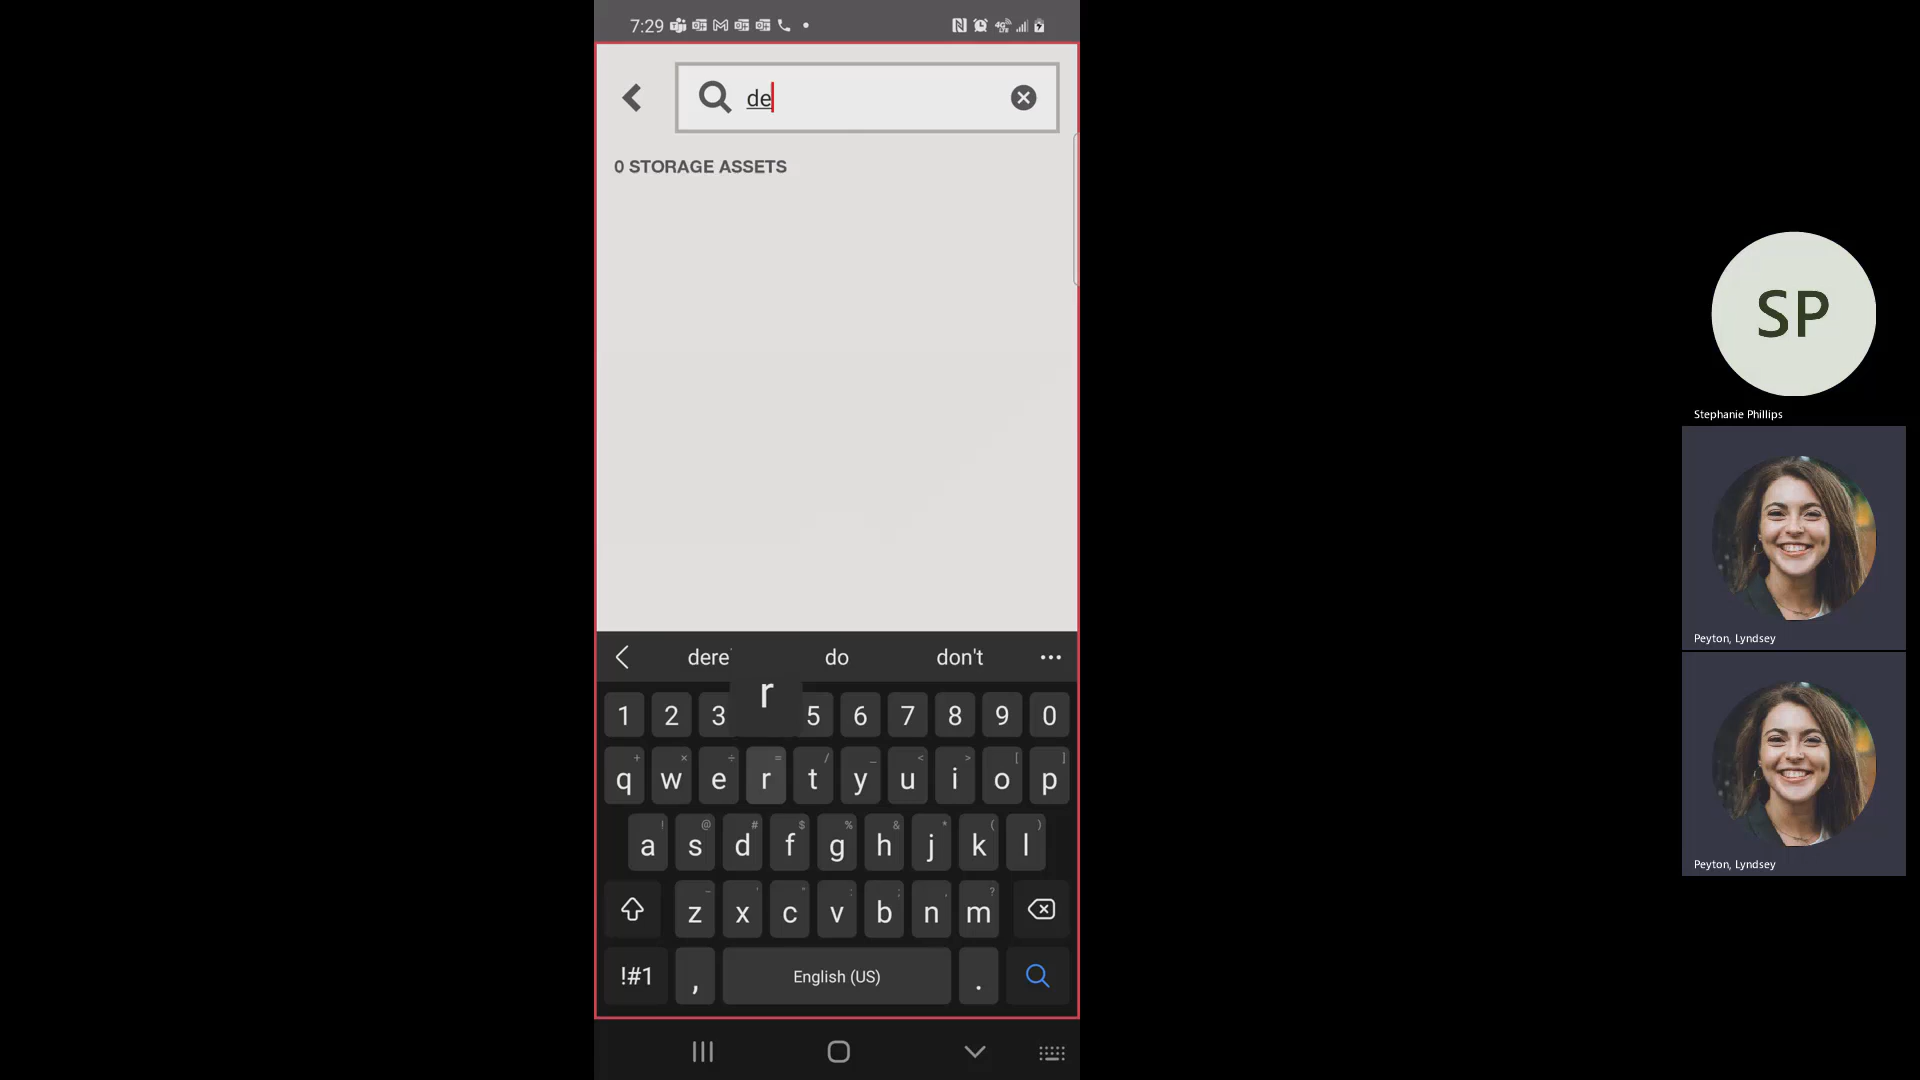 7:29
de
0 STORAGE ASSETS
dere do don't
r
1 2 3 5 6 7 8 9 0
q w e r t y u i o p
a s d f g h j k l
z x c v b n m
!#1 , English (US) .
SP
Stephanie Phillips
Peyton, Lyndsey
Peyton, Lyndsey